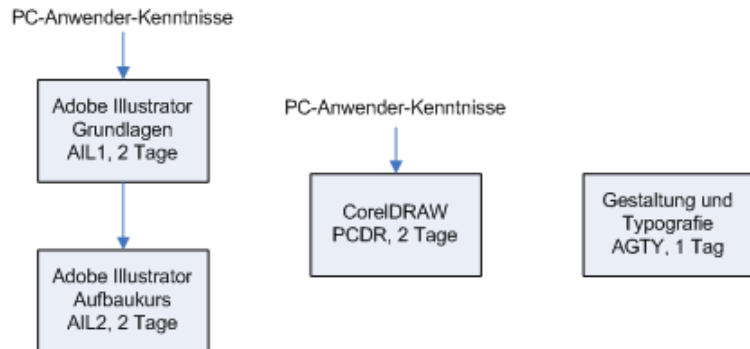 PC-Anwender-Kenntnisse
Adobe Illustrator
Grundlagen
AIL1, 2 Tage
Adobe Illustrator
Aufbaukurs
AIL2, 2 Tage
PC-Anwender-Kenntnisse
CorelDRAW
PCDR, 2 Tage
Gestaltung und
Typografie
AGTY, 1 Tag